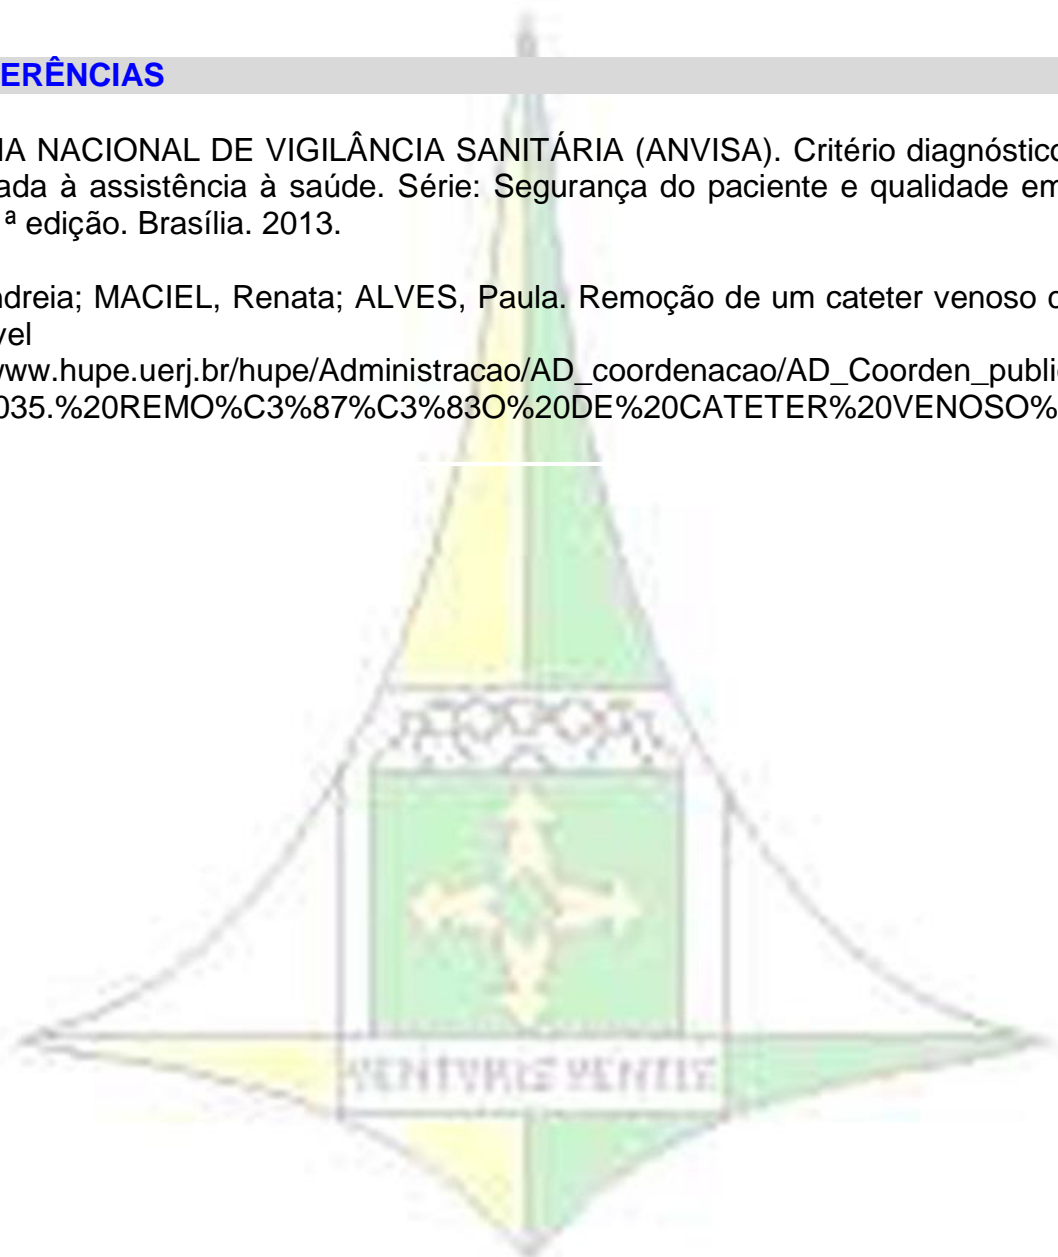 ERÊNCIAS
IA NACIONAL DE VIGILÂNCIA SANITÁRIA (ANVISA). Critério diagnóstico
ada à assistência à saúde. Série: Segurança do paciente e qualidade em
ª edição. Brasília. 2013.
ndreia; MACIEL, Renata; ALVES, Paula. Remoção de um cateter venoso c
vel
www.hupe.uerj.br/hupe/Administracao/AD_coordenacao/AD_Coorden_public
035.%20REMO%C3%87%C3%83O%20DE%20CATETER%20VENOSO%
VENTVRIS VENTIS